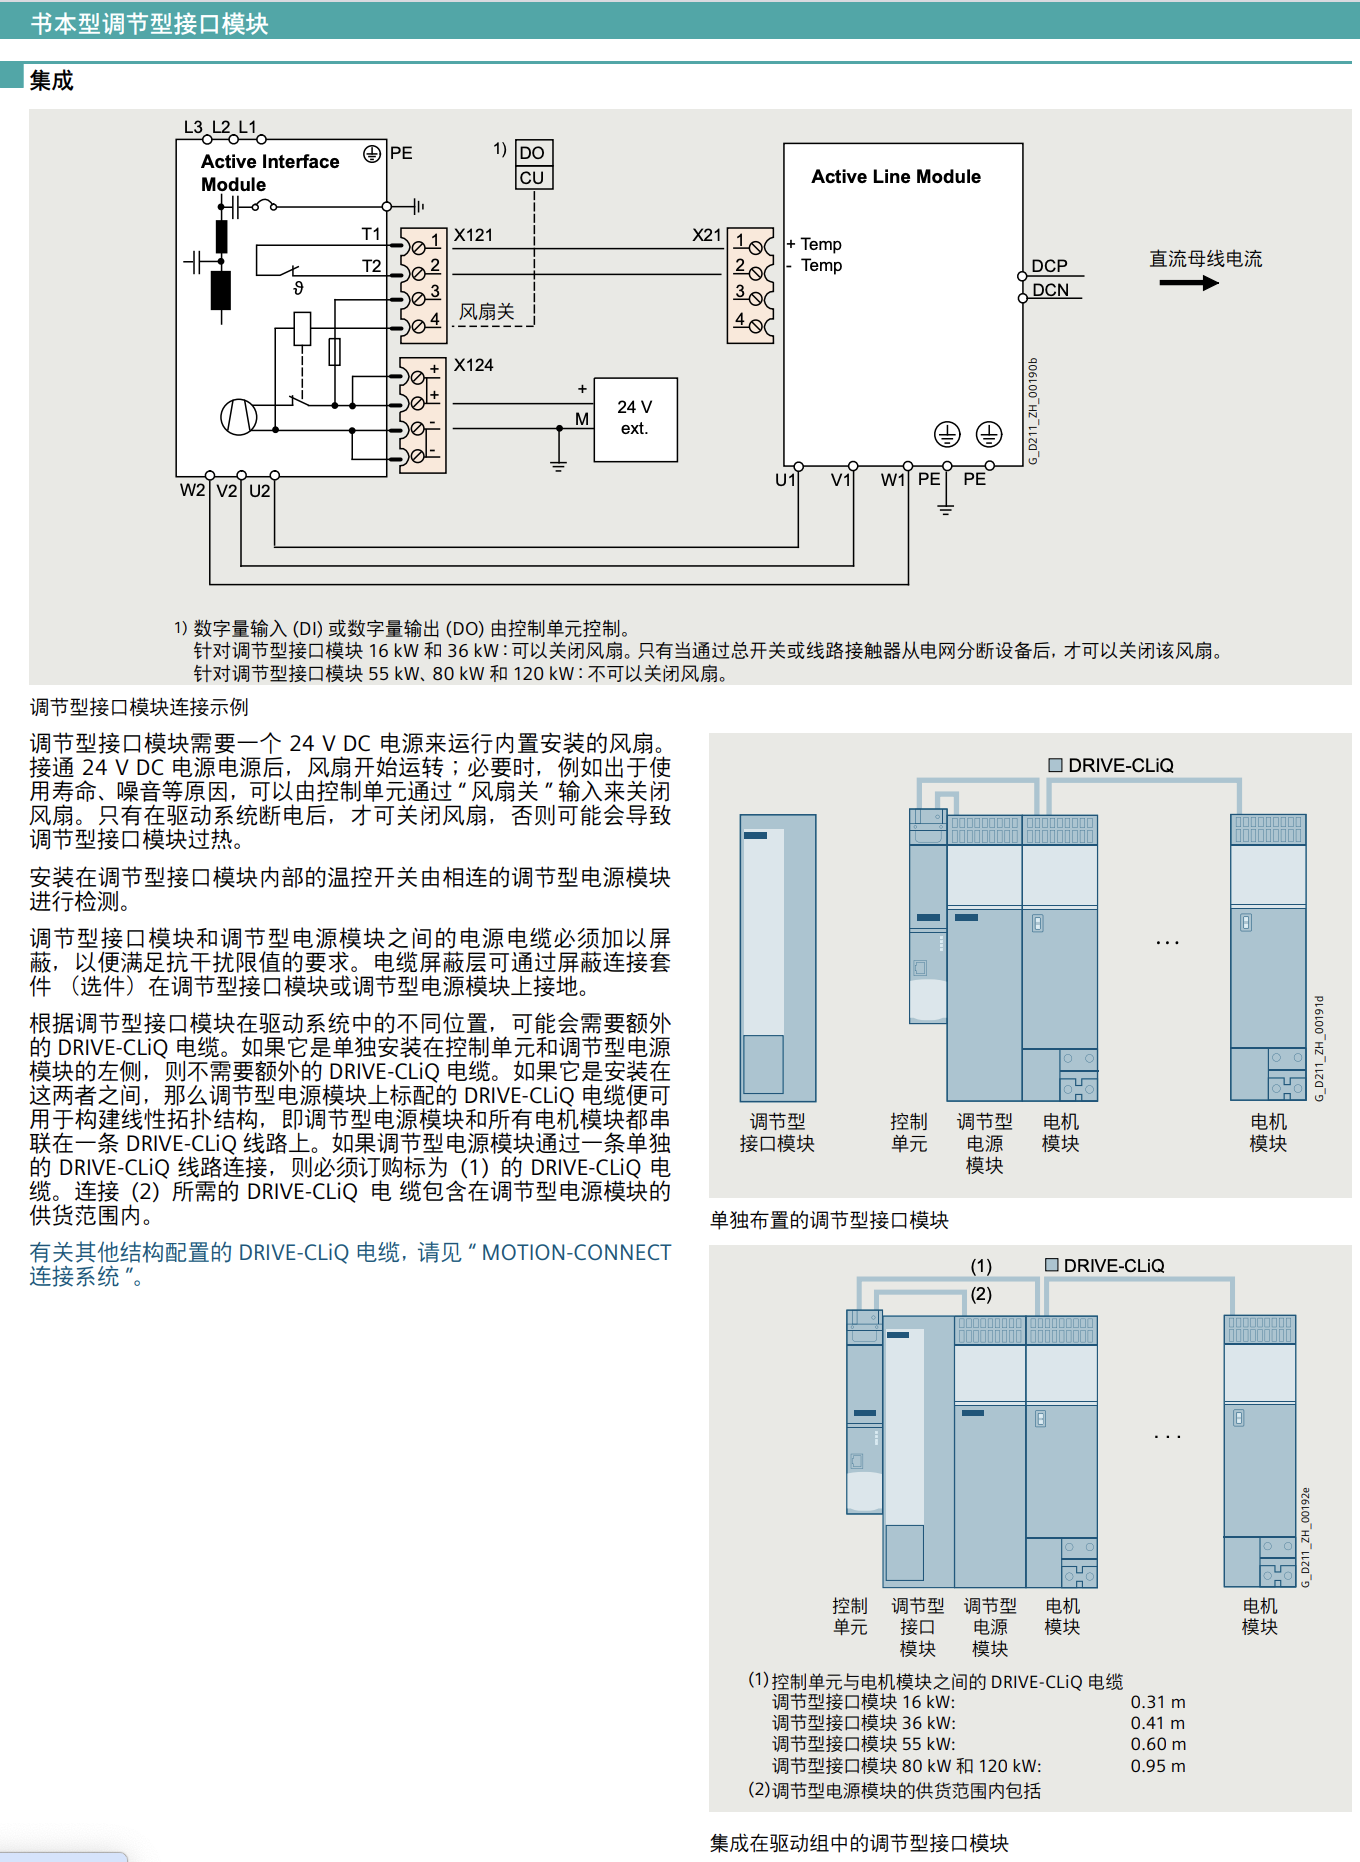 书本型调节型接口模块
集成
L3 L2 L1
Active Interface
Module
PE
1) DO
CU
Active Line Module
T1
X121
X21
1
1
+ Temp
T2
2
2
- Temp
ϑ
3
3
风扇关
4
4
DCP
DCN
直流母线电流
X124
+
+
-
-
+
M
24 V
ext.
G_D211_ZH_00190b
W2 V2 U2
U1 V1 W1 PE PE
1) 数字量输入 (DI) 或数字量输出 (DO) 由控制单元控制。
针对调节型接口模块 16 kW 和 36 kW：可以关闭风扇。只有当通过总开关或线路接触器从电网分断设备后，才可以关闭该风扇。
针对调节型接口模块 55 kW、80 kW 和 120 kW：不可以关闭风扇。
调节型接口模块连接示例
调节型接口模块需要一个 24 V DC 电源来运行内置安装的风扇。
接通 24 V DC 电源电源后，风扇开始运转；必要时，例如出于使
用寿命、噪音等原因，可以由控制单元通过 “ 风扇关 ” 输入来关闭
风扇。只有在驱动系统断电后，才可关闭风扇，否则可能会导致
调节型接口模块过热。
安装在调节型接口模块内部的温控开关由相连的调节型电源模块
进行检测。
调节型接口模块和调节型电源模块之间的电源电缆必须加以屏
蔽，以便满足抗干扰限值的要求。电缆屏蔽层可通过屏蔽连接套
件 （选件）在调节型接口模块或调节型电源模块上接地。
根据调节型接口模块在驱动系统中的不同位置，可能会需要额外
的 DRIVE-CLiQ 电缆。如果它是单独安装在控制单元和调节型电源
模块的左侧，则不需要额外的 DRIVE-CLiQ 电缆。如果它是安装在
这两者之间，那么调节型电源模块上标配的 DRIVE-CLiQ 电缆便可
用于构建线性拓扑结构，即调节型电源模块和所有电机模块都串
联在一条 DRIVE-CLiQ 线路上。如果调节型电源模块通过一条单独
的 DRIVE-CLiQ 线路连接，则必须订购标为 (1) 的 DRIVE-CLiQ 电
缆。连接 (2) 所需的 DRIVE-CLiQ 电 缆包含在调节型电源模块的
供货范围内。
有关其他结构配置的 DRIVE-CLiQ 电缆，请见 “ MOTION-CONNECT
连接系统 ”。
DRIVE-CLiQ
...
G_D211_ZH_00191d
调节型
接口模块
控制
单元
调节型
电源
模块
电机
模块
电机
模块
单独布置的调节型接口模块
(1) DRIVE-CLiQ
(2)
...
G_D211_ZH_00192e
控制
单元
调节型
接口
模块
调节型
电源
模块
电机
模块
电机
模块
(1) 控制单元与电机模块之间的 DRIVE-CLiQ 电缆
调节型接口模块 16 kW: 0.31 m
调节型接口模块 36 kW: 0.41 m
调节型接口模块 55 kW: 0.60 m
调节型接口模块 80 kW 和 120 kW: 0.95 m
(2) 调节型电源模块的供货范围内包括
集成在驱动组中的调节型接口模块